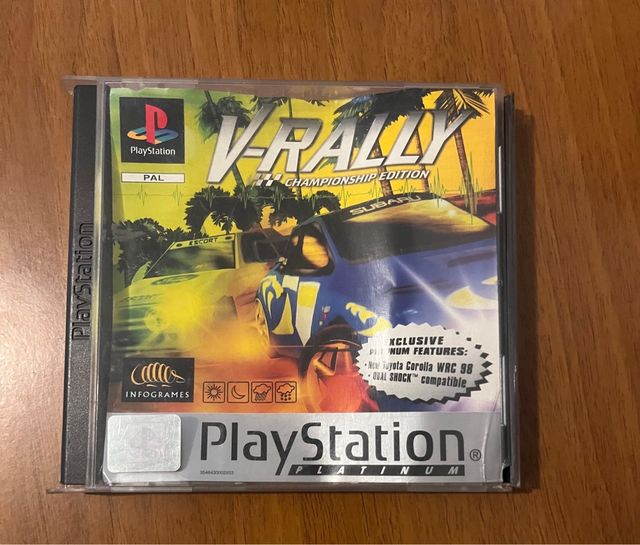 PlayStation
PAL
V-RALLY
CHAMPIONSHIP EDITION
SUBARU
ESCORT
PlayStation
EXCLUSIVE
PLATINUM FEATURES:
• New Toyota Corolla WRC 98
• DUAL SHOCK™ compatible
INFOGRAMES
PlayStation®
PLATINUM